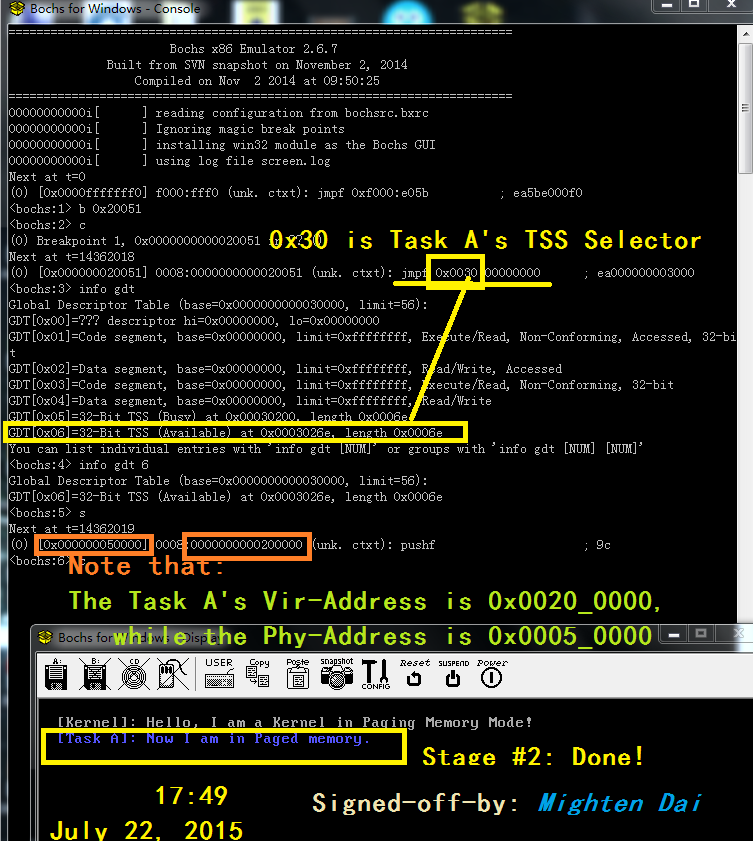 Bochs for Windows - Console
========================================================================
Bochs x86 Emulator 2.6.7
Built from SVN snapshot on November 2, 2014
Compiled on Nov  2 2014 at 09:50:25
========================================================================
00000000000i[      ] reading configuration from bochsrc.bxrc
00000000000i[      ] Ignoring magic break points
00000000000i[      ] installing win32 module as the Bochs GUI
00000000000i[      ] using log file screen.log
Next at t=0
(0) [0x0000fffffff0] f000:fff0 (unk. ctxt): jmpf 0xf000:e05b          ; ea5be000f0
<bochs:1> b 0x20051
<bochs:2> c
(0) Breakpoint 1, 0x0000000000020051 in
0x30 is Task A's TSS Selector
Next at t=14362018
(0) [0x000000020051] 0008:0000000000020051 (unk. ctxt): jmpf 0x0030:00000000      ; ea000000003000
<bochs:3> info gdt
Global Descriptor Table (base=0x0000000000030000, limit=56):
GDT[0x00]=??? descriptor hi=0x00000000, lo=0x00000000
GDT[0x01]=Code segment, base=0x00000000, limit=0xffffffff, Execute/Read, Non-Conforming, Accessed, 32-bi
t
GDT[0x02]=Data segment, base=0x00000000, limit=0xffffffff, Read/Write, Accessed
GDT[0x03]=Code segment, base=0x00000000, limit=0xffffffff, Execute/Read, Non-Conforming, 32-bit
GDT[0x04]=Data segment, base=0x00000000, limit=0xffffffff, Read/Write
GDT[0x05]=32-Bit TSS (Busy) at 0x00030200, length 0x0006e
GDT[0x06]=32-Bit TSS (Available) at 0x0003026e, length 0x0006e
You can list individual entries with 'info gdt [NUM]' or groups with 'info gdt [NUM] [NUM]'
<bochs:4> info gdt 6
Global Descriptor Table (base=0x0000000000030000, limit=56):
GDT[0x06]=32-Bit TSS (Available) at 0x0003026e, length 0x0006e
<bochs:5> s
Next at t=14362019
(0) [0x000000050000] 0008:0000000000200000 (unk. ctxt): pushf                     ; 9c
<bochs:6>
Note that:
The Task A's Vir-Address is 0x0020_0000,
while the Phy-Address is 0x0005_0000
Bochs for Windows - Display
A: B: CD USER Copy Paste snapshot CONFIG Reset SUSPEND Power
[Kernel]: Hello, I am a Kernel in Paging Memory Mode!
[Task A]: Now I am in Paged memory.
Stage #2: Done!
17:49
Signed-off-by: Mighten Dai
July 22, 2015